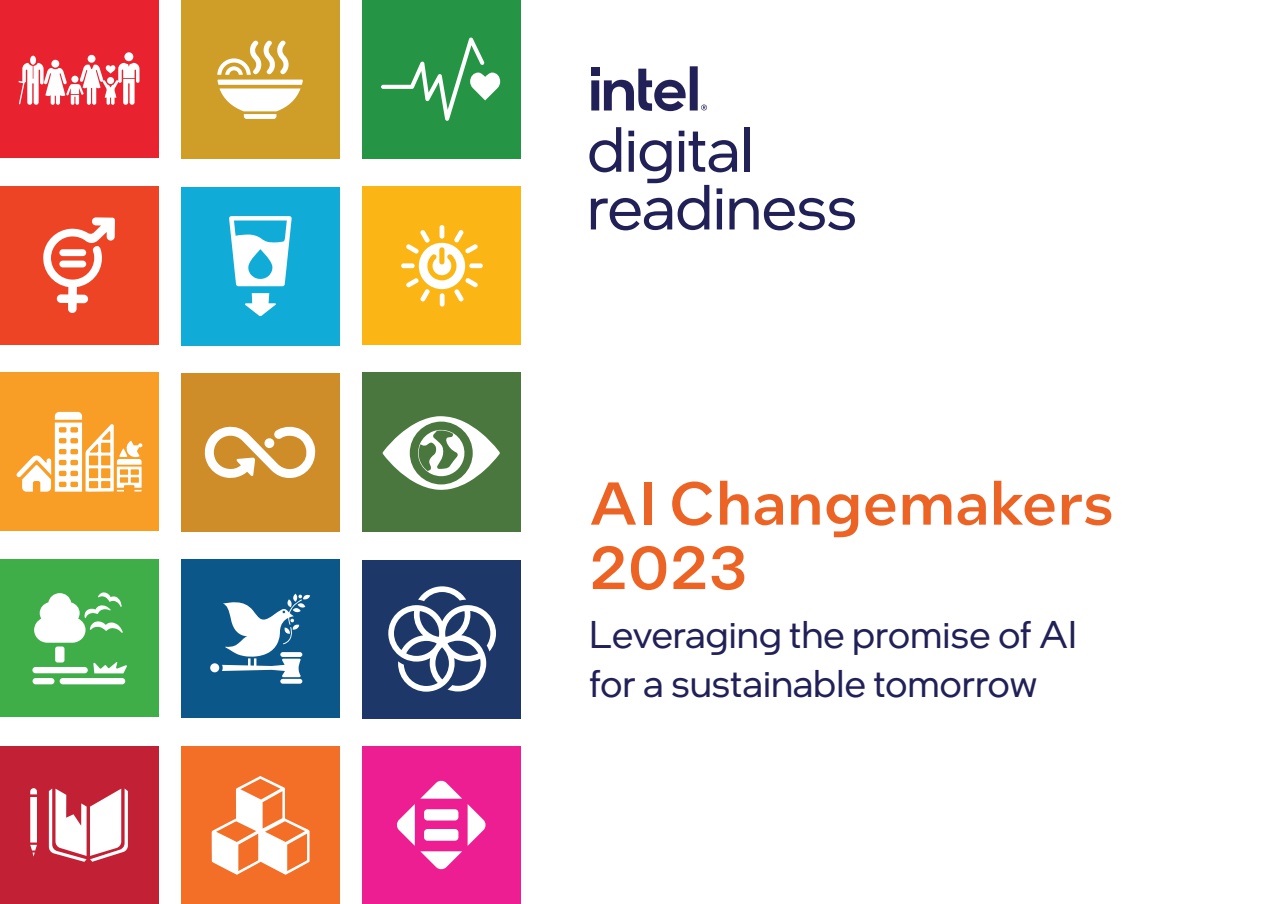 intel®
digital
readiness
AI Changemakers
2023
Leveraging the promise of AI
for a sustainable tomorrow